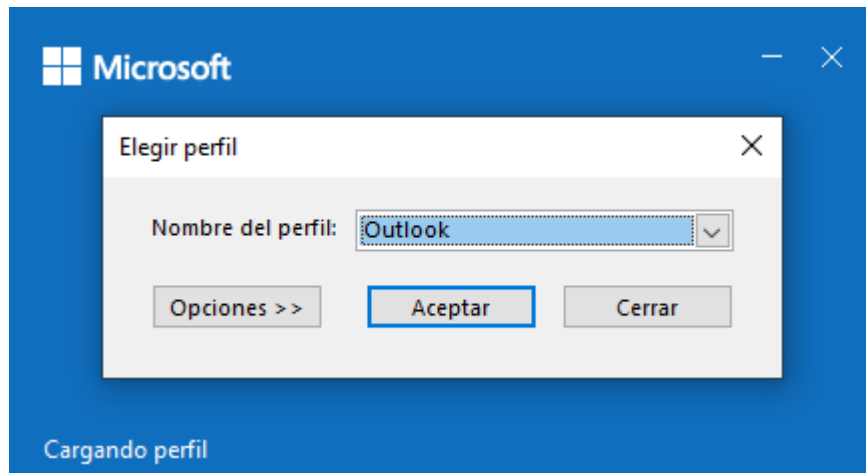 Microsoft
Elegir perfil
Nombre del perfil: Outlook
Opciones >> Aceptar Cerrar
Cargando perfil